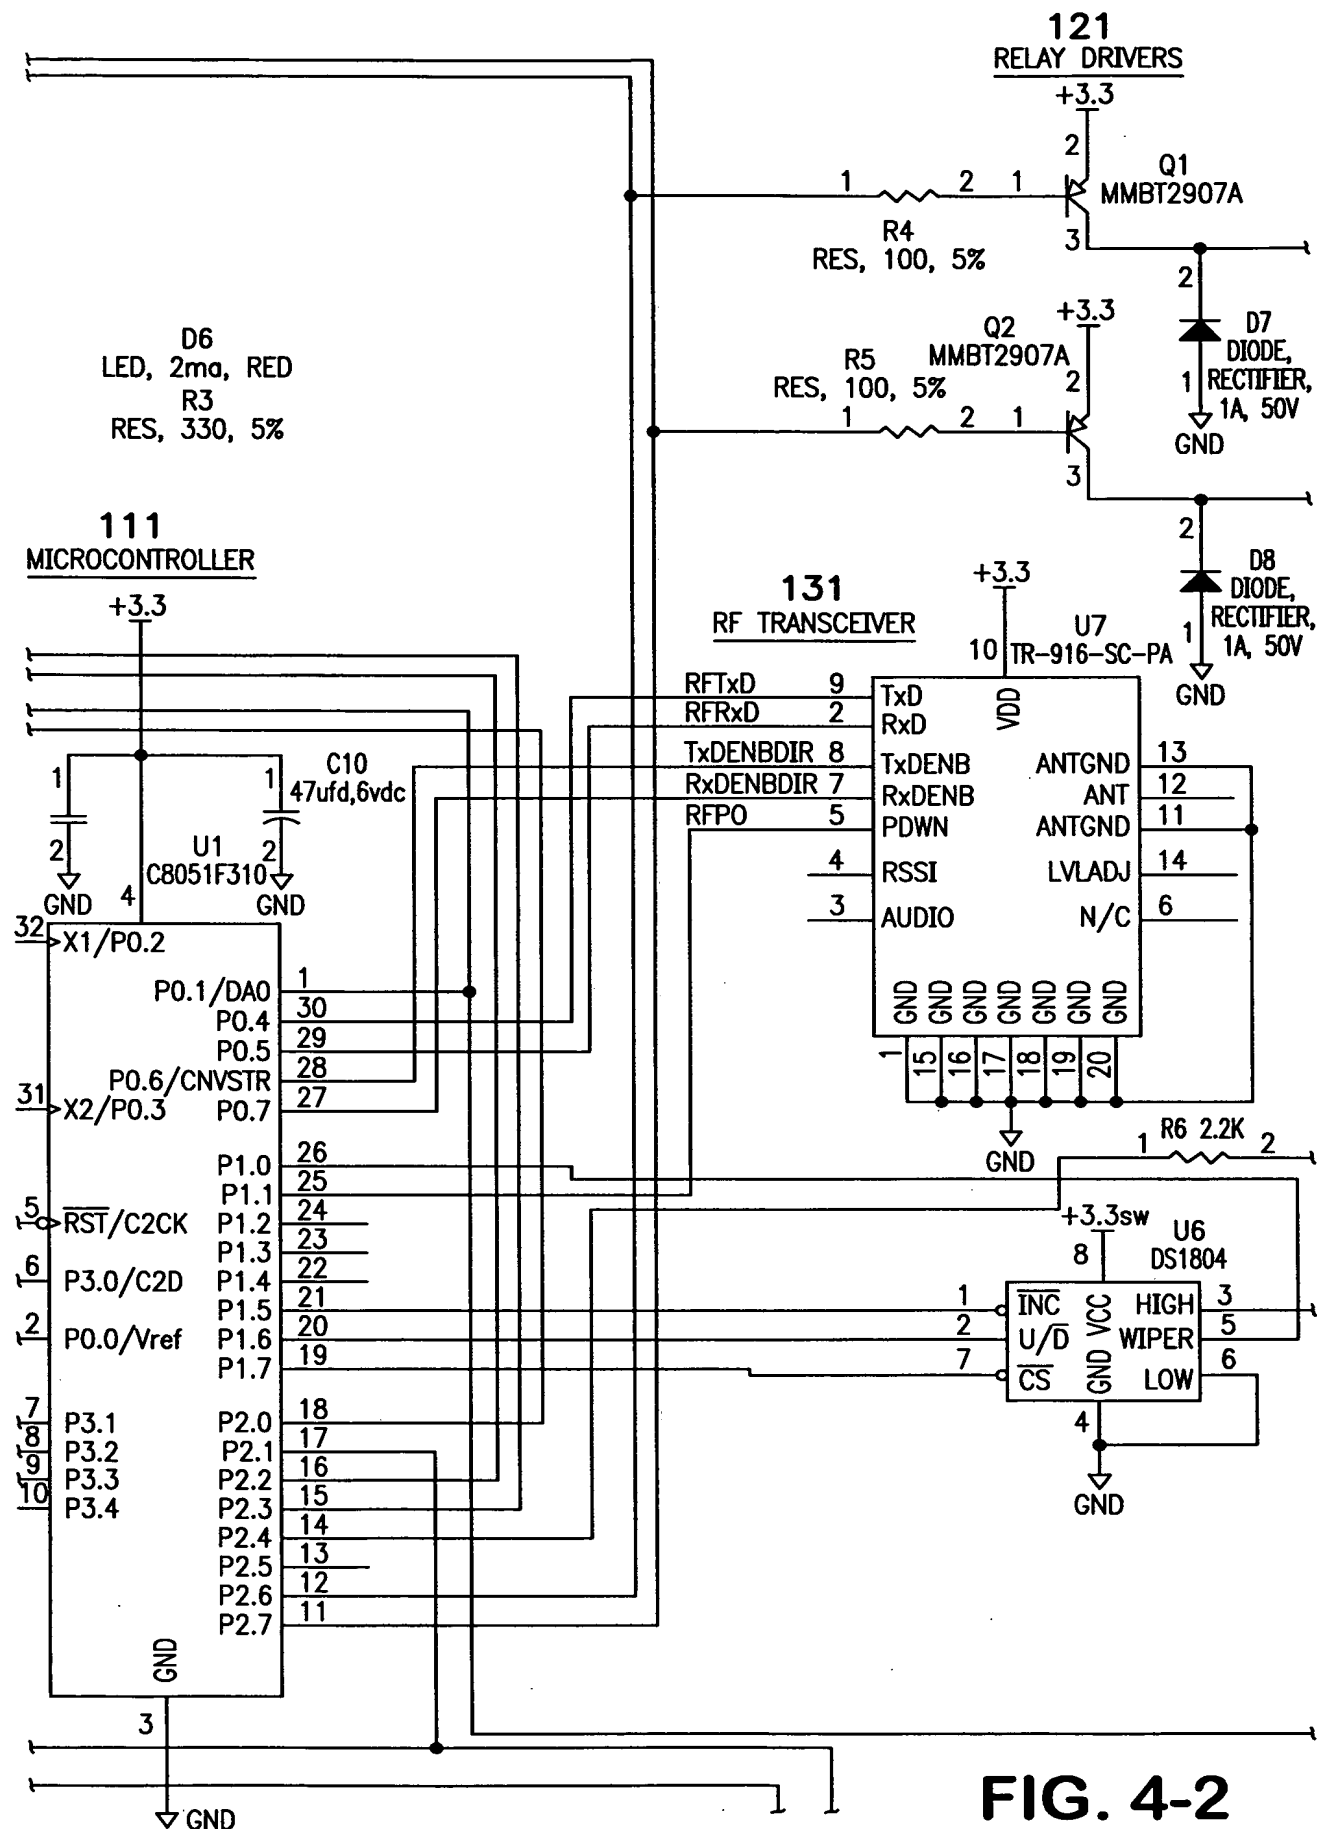 121
RELAY DRIVERS
+3.3
2
Q1
MMBT2907A
1
2
1
R4
RES, 100, 5%
3
2
D7
DIODE,
RECTIFIER,
1A, 50V
1
GND
+3.3
Q2
MMBT2907A
2
R5
RES, 100, 5%
1
2
1
3
2
D8
DIODE,
RECTIFIER,
1A, 50V
1
GND
D6
LED, 2ma, RED
R3
RES, 330, 5%
111
MICROCONTROLLER
+3.3
1
2
GND
1
C10
47ufd,6vdc
2
GND
U1
C8051F310
4
32 X1/P0.2
31 X2/P0.3
5 RST/C2CK
6 P3.0/C2D
2 P0.0/Vref
7 P3.1
8 P3.2
9 P3.3
10 P3.4
P0.1/DA0 1
P0.4 30
P0.5 29
P0.6/CNVSTR 28
P0.7 27
P1.0 26
P1.1 25
P1.2 24
P1.3 23
P1.4 22
P1.5 21
P1.6 20
P1.7 19
P2.0 18
P2.1 17
P2.2 16
P2.3 15
P2.4 14
P2.5 13
P2.6 12
P2.7 11
GND
3
GND
131
RF TRANSCEIVER
+3.3
U7
10 TR-916-SC-PA
VDD
RFTxD 9 TxD
RFRxD 2 RxD
TxDENBDIR 8 TxDENB
RxDENBDIR 7 RxDENB
RFPO 5 PDWN
4 RSSI
3 AUDIO
ANTGND 13
ANT 12
ANTGND 11
LVLADJ 14
N/C 6
GND GND GND GND GND GND GND
1 15 16 17 18 19 20
GND
1 R6 2.2K 2
+3.3sw
U6
8 DS1804
1 INC
2 U/D
7 CS
VCC
GND
HIGH 3
WIPER 5
LOW 6
4
GND
FIG. 4-2